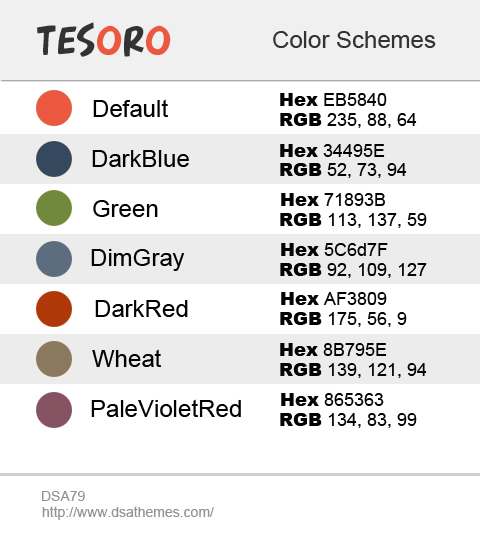 TESORO
Color Schemes
Default
Hex EB5840
RGB 235, 88, 64
DarkBlue
Hex 34495E
RGB 52, 73, 94
Green
Hex 71893B
RGB 113, 137, 59
DimGray
Hex 5C6d7F
RGB 92, 109, 127
DarkRed
Hex AF3809
RGB 175, 56, 9
Wheat
Hex 8B795E
RGB 139, 121, 94
PaleVioletRed
Hex 865363
RGB 134, 83, 99
DSA79
http://www.dsathemes.com/